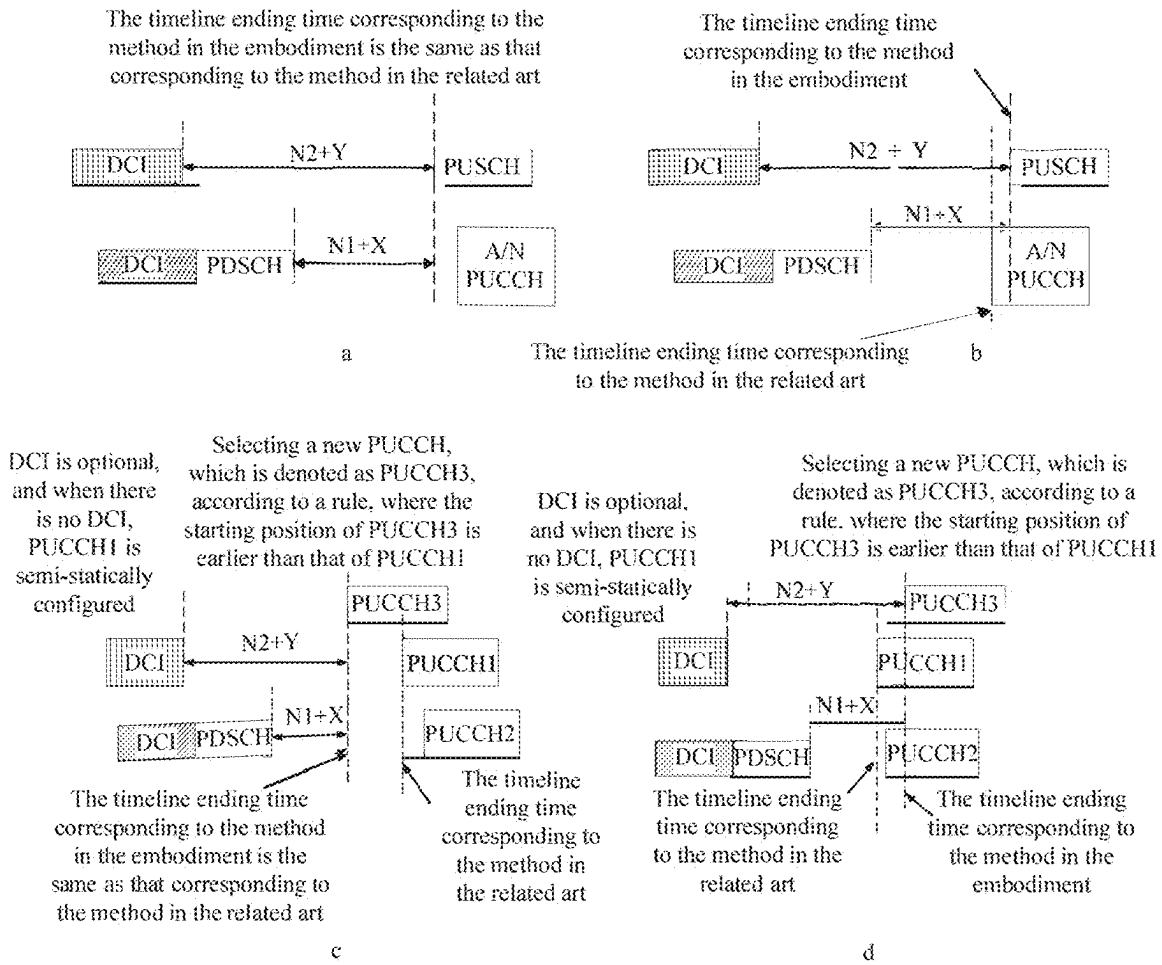 The timeline ending time corresponding to the
method in the embodiment is the same as that
corresponding to the method in the related art
DCI
N2+Y
PUSCH
N1+X
DCI
PDSCH
A/N
PUCCH
a
The timeline ending time
corresponding to the method
in the embodiment
DCI
N2 ÷ Y
PUSCH
N1+X
DCI
PDSCH
A/N
PUCCH
The timeline ending time corresponding
to the method in the related art
b
DCI is optional,
and when there
is no DCI,
PUCCH1 is
semi-statically
configured
Selecting a new PUCCH,
which is denoted as PUCCH3,
according to a rule, where the
starting position of PUCCH3 is
earlier than that of PUCCH1
PUCCH3
DCI
N2+Y
PUCCH1
N1+X
DCI
PDSCH
PUCCH2
The timeline ending time
corresponding to the method
in the embodiment is the
same as that corresponding to
the method in the related art
The timeline
ending time
corresponding to
the method in
the related art
c
DCI is optional,
and when there is
no DCI, PUCCH1
is semi-statically
configured
Selecting a new PUCCH, which is
denoted as PUCCH3, according to a
rule, where the starting position of
PUCCH3 is earlier than that of PUCCH1
N2+Y
PUCCH3
DCI
PUCCH1
N1+X
DCI
PDSCH
PUCCH2
The timeline ending
time corresponding
to the method in the
related art
The timeline ending
time corresponding to
the method in the
embodiment
d